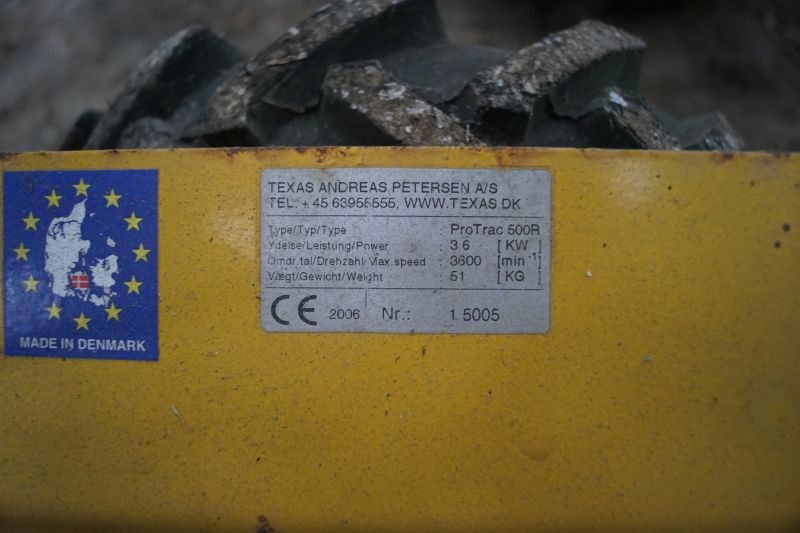 TEXAS ANDREAS PETERSEN A/S
TEL. +45 63955555, WWW.TEXAS.DK
Type/Typ/Type : ProTrac 500R
Ydelse/Leistung/Power : 3.6 [KW]
Omdr.tal/Drehzahl/Max.speed : 3600 [min⁻¹]
Vægt/Gewicht/Weight : 51 [KG]
CE 2006 Nr.: 1.5005
MADE IN DENMARK